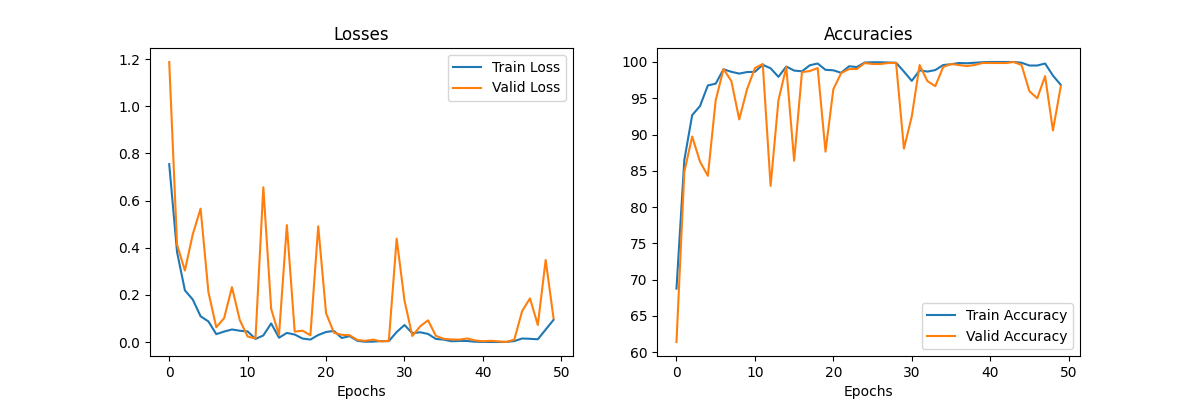 Losses
1.2
1.0
0.8
0.6
0.4
0.2
0.0
0 10 20 30 40 50
Epochs
Train Loss
Valid Loss
Accuracies
100
95
90
85
80
75
70
65
60
0 10 20 30 40 50
Epochs
Train Accuracy
Valid Accuracy